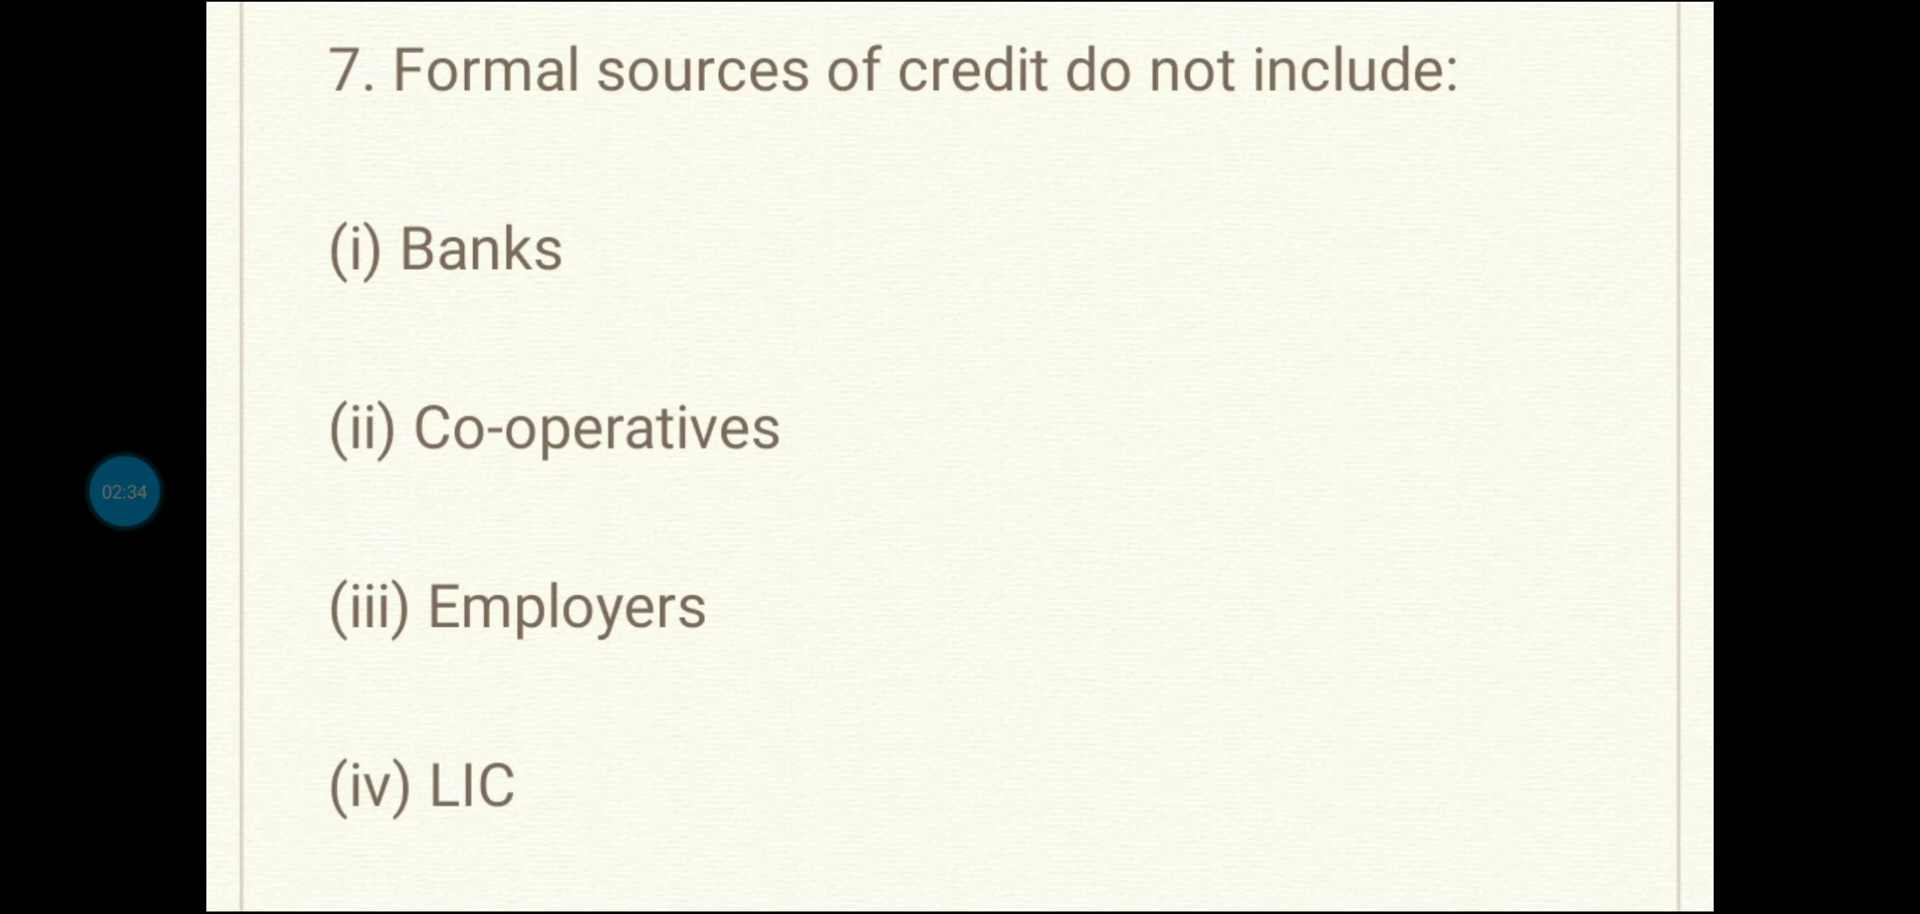 7. Formal sources of credit do not include:
(i) Banks
(ii) Co-operatives
02:34
(iii) Employers
(iv) LIC